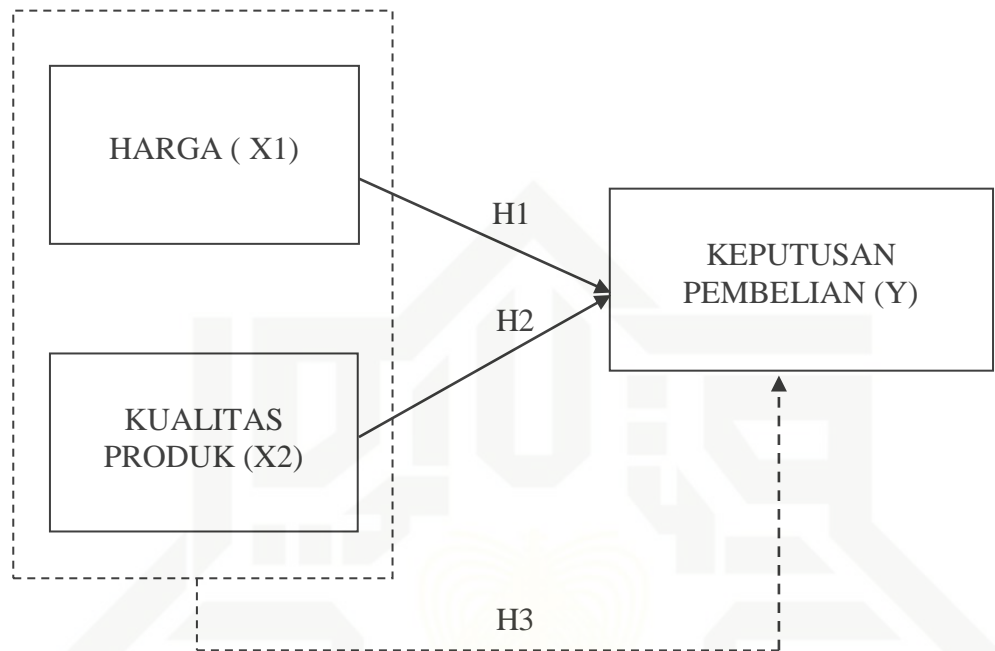 HARGA ( X1)
H1
KEPUTUSAN
PEMBELIAN (Y)
H2
KUALITAS
PRODUK (X2)
H3